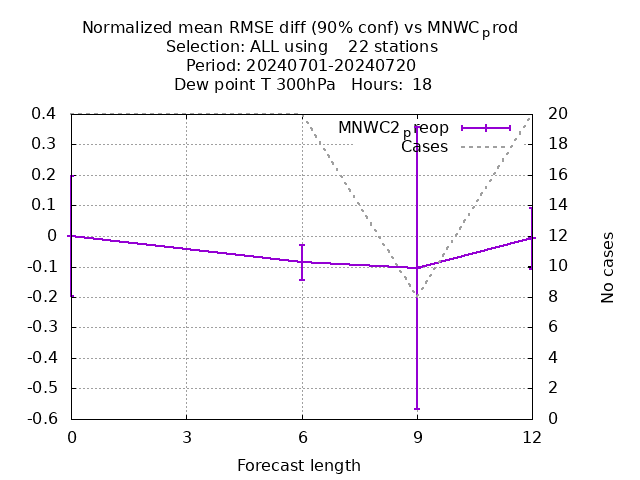 Normalized mean RMSE diff (90% conf) vs MNWCprod
Selection: ALL using 22 stations
Period: 20240701-20240720
Dew point T 300hPa Hours: 18
MNWC2preop
Cases
0.4
0.3
0.2
0.1
0
-0.1
-0.2
-0.3
-0.4
-0.5
-0.6
20
18
16
14
12
10
8
6
4
2
0
No cases
0 3 6 9 12
Forecast length